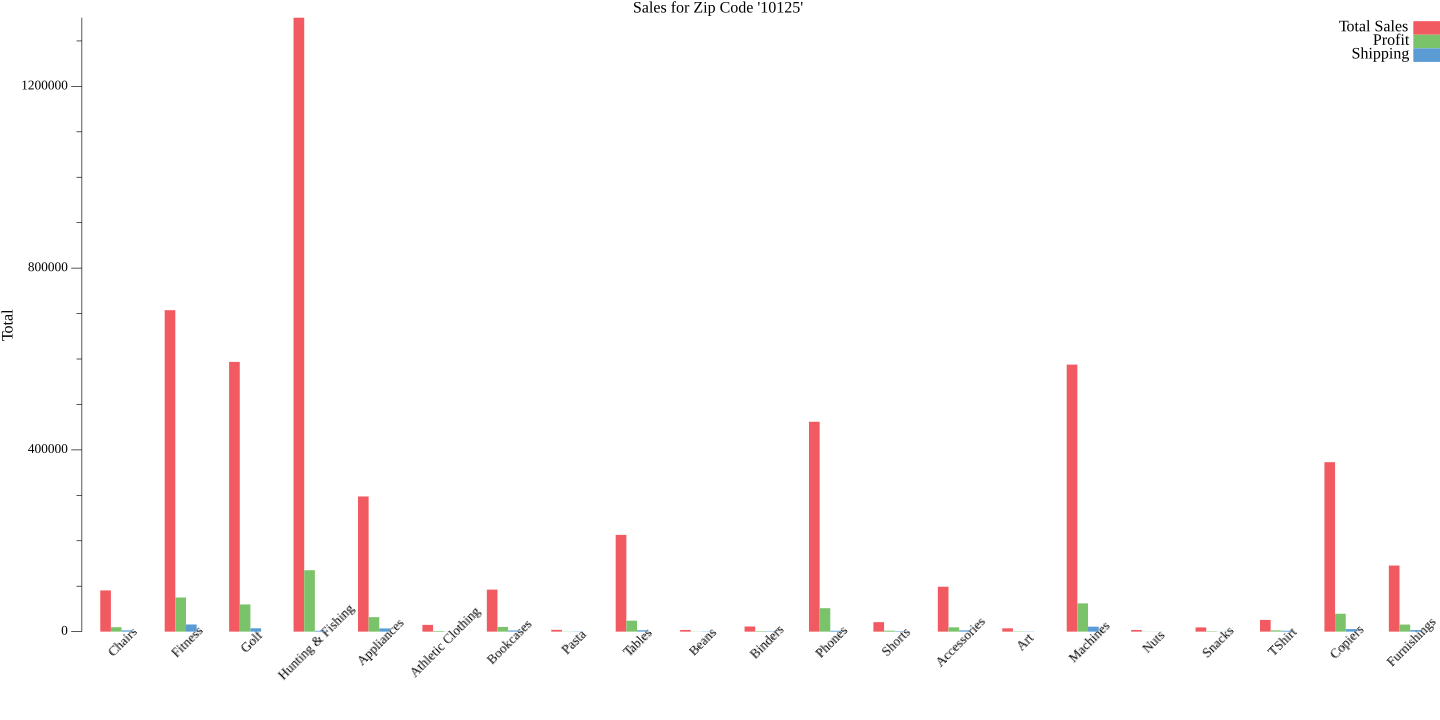 Sales for Zip Code '10125'
Total Sales
Profit
Shipping
1200000
800000
400000
0
Total
Chairs
Fitness
Golf
Hunting & Fishing
Appliances
Athletic Clothing
Bookcases
Pasta
Tables
Beans
Binders
Phones
Shorts
Accessories
Art
Machines
Nuts
Snacks
TShirt
Copiers
Furnishings